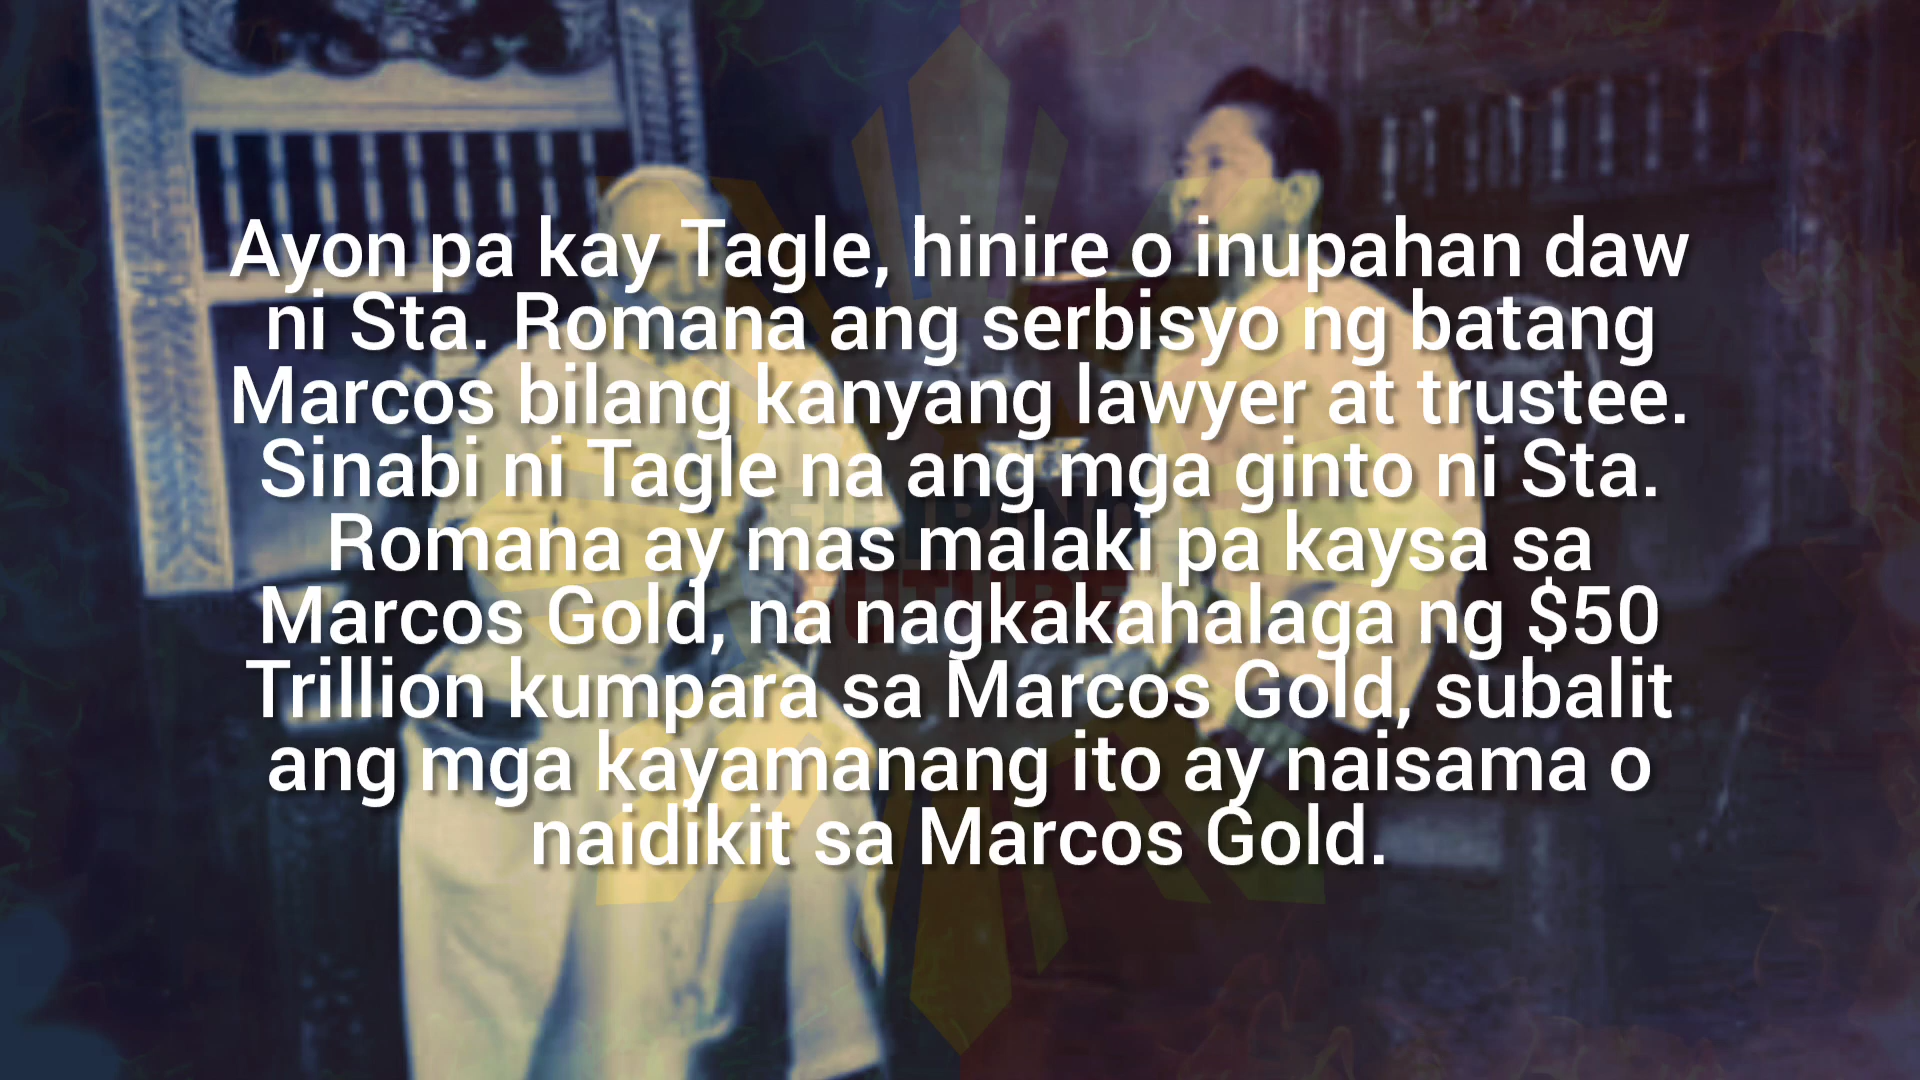 Ayon pa kay Tagle, hinire o inupahan daw
ni Sta. Romana ang serbisyo ng batang
Marcos bilang kanyang lawyer at trustee.
Sinabi ni Tagle na ang mga ginto ni Sta.
Romana ay mas malaki pa kaysa sa
Marcos Gold, na nagkakahalaga ng $50
Trillion kumpara sa Marcos Gold, subalit
ang mga kayamanang ito ay naisama o
naidikit sa Marcos Gold.
FUTURE